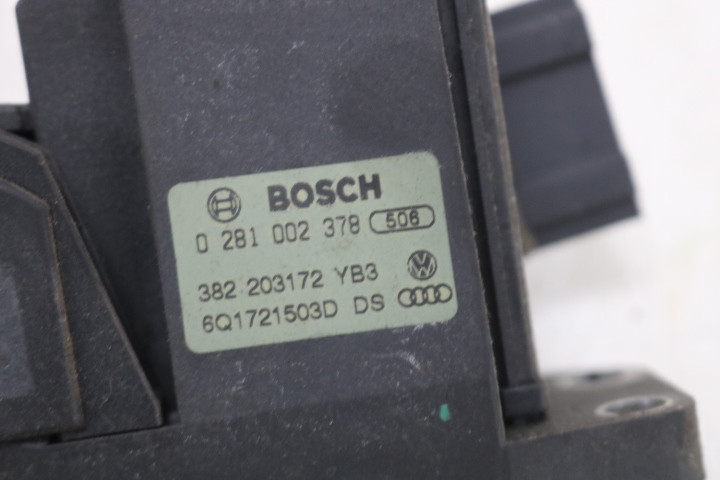 BOSCH
0 281 002 378 506
382 203172 YB3
6Q1721503D DS